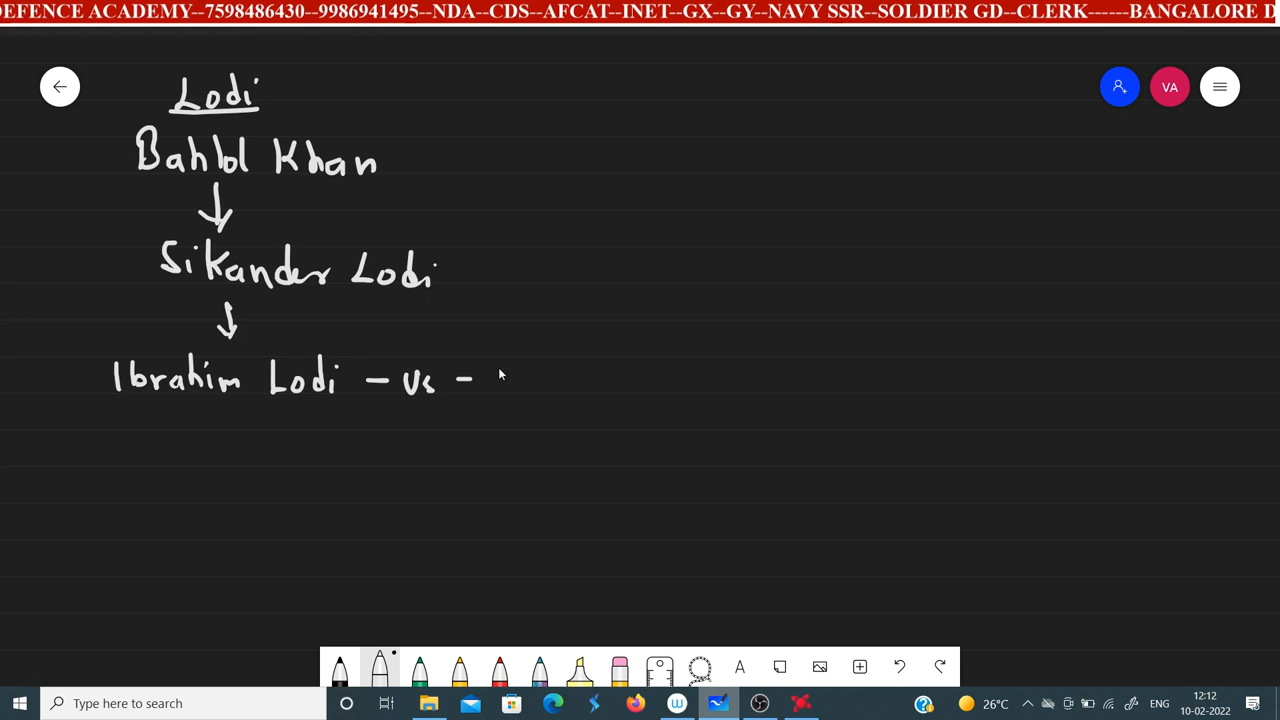 DEFENCE ACADEMY--7598486430--9986941495--NDA--CDS--AFCAT--INET--GX--GY--NAVY SSR--SOLDIER GD--CLERK------BANGALORE D
Lodi
VA
Bahlol Khan
↓
Sikander Lodi
↓
Ibrahim Lodi - vs -
A
Type here to search
26°C
ENG
12:12
10-02-2022